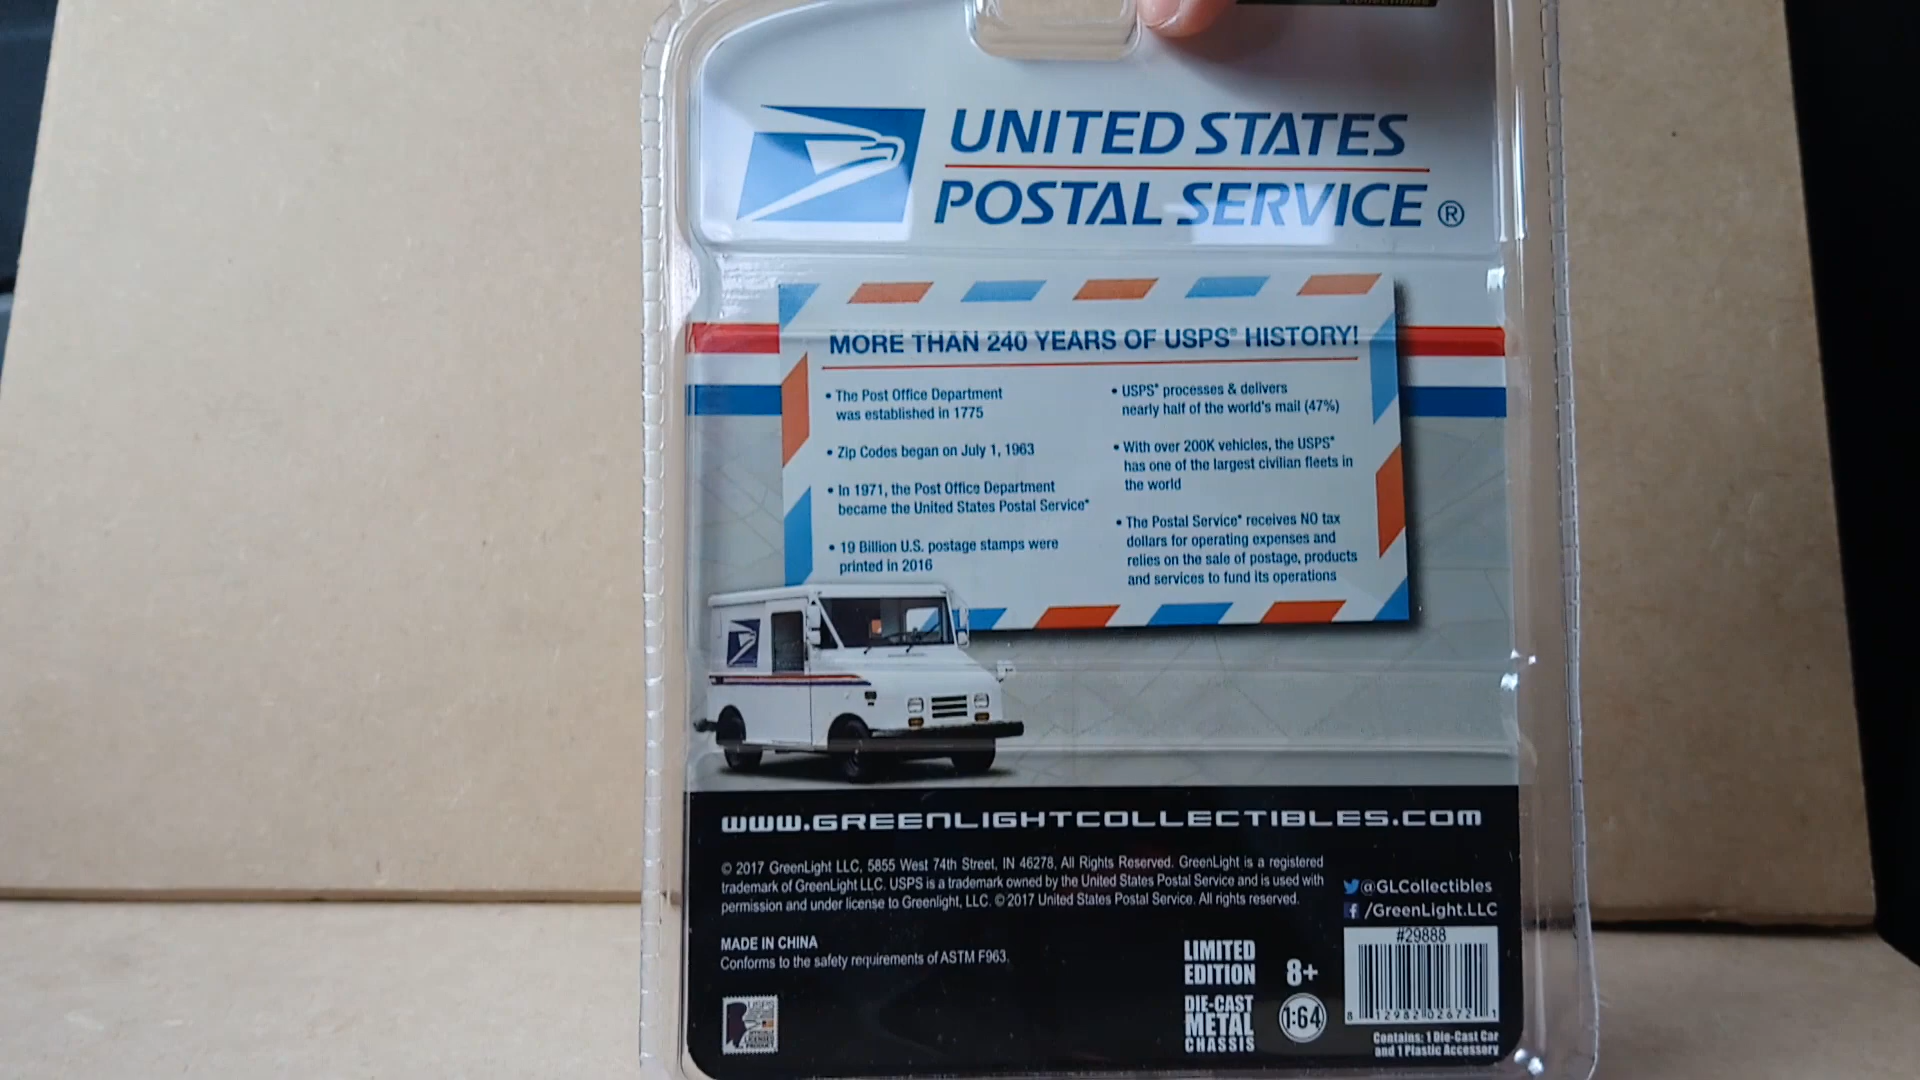 UNITED STATES
POSTAL SERVICE ®
MORE THAN 240 YEARS OF USPS® HISTORY!
• The Post Office Department
was established in 1775
• Zip Codes began on July 1, 1963
• In 1971, the Post Office Department
became the United States Postal Service®
• 19 Billion U.S. postage stamps were
printed in 2016
• USPS® processes & delivers
nearly half of the world's mail (47%)
• With over 200K vehicles, the USPS®
has one of the largest civilian fleets in
the world
• The Postal Service® receives NO tax
dollars for operating expenses and
relies on the sale of postage, products
and services to fund its operations
www.GREENLIGHTCOLLECTIBLES.com
© 2017 GreenLight LLC, 5855 West 74th Street, IN 46278, All Rights Reserved. GreenLight is a registered
trademark of GreenLight LLC. USPS is a trademark owned by the United States Postal Service and is used with
permission and under license to Greenlight, LLC. © 2017 United States Postal Service. All rights reserved.
@GLCollectibles
/GreenLight.LLC
#29888
MADE IN CHINA
Conforms to the safety requirements of ASTM F963.
LIMITED
EDITION
8+
DIE-CAST
METAL
CHASSIS
1:64
8 12982 02672 1
Contains: 1 Die-Cast Car
and 1 Plastic Accessory
USPS
OFFICIALLY
LICENSED
PRODUCT